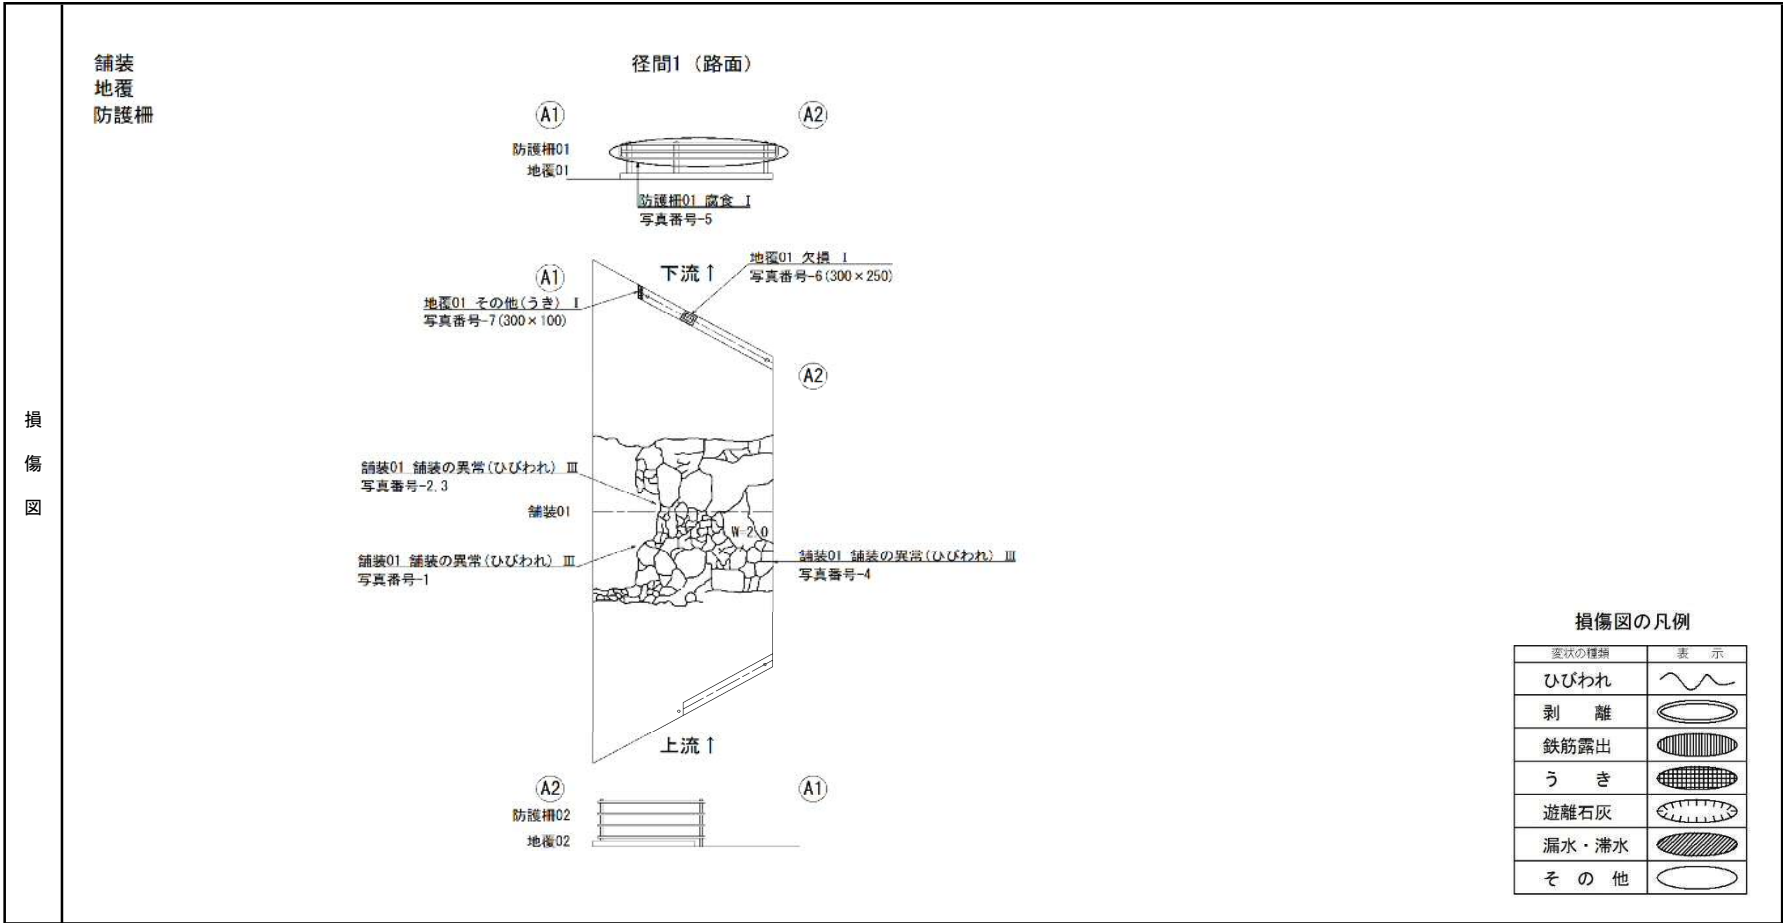 損
傷
図
舗装
地覆
防護柵
径間1（路面）
A1
A2
防護柵01
地覆01
防護柵01 腐食 Ⅰ
写真番号-5
A1
下流↑
地覆01 欠損 Ⅰ
写真番号-6(300×250)
地覆01 その他(うき) Ⅰ
写真番号-7(300×100)
A2
舗装01 舗装の異常(ひびわれ) Ⅲ
写真番号-2.3
舗装01
W=2.0
舗装01 舗装の異常(ひびわれ) Ⅲ
写真番号-1
舗装01 舗装の異常(ひびわれ) Ⅲ
写真番号-4
上流↑
A2
A1
防護柵02
地覆02
損傷図の凡例
変状の種類 表 示
ひびわれ
剥 離
鉄筋露出
う き
遊離石灰
漏水・滞水
そ の 他